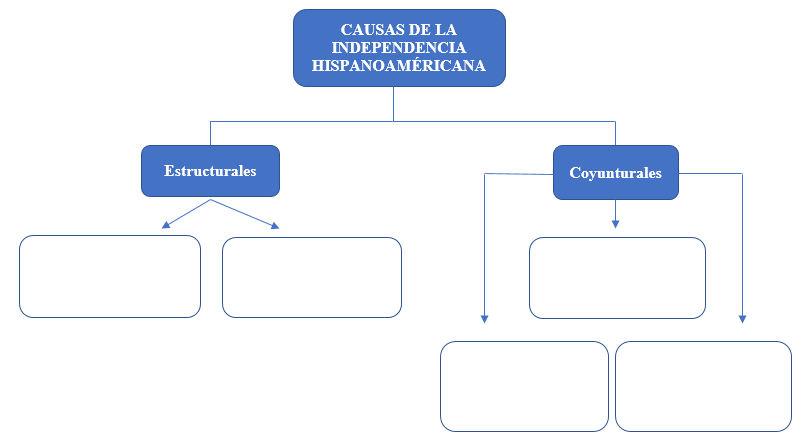 CAUSAS DE LA
INDEPENDENCIA
HISPANOAMÉRICANA
Estructurales
Coyunturales